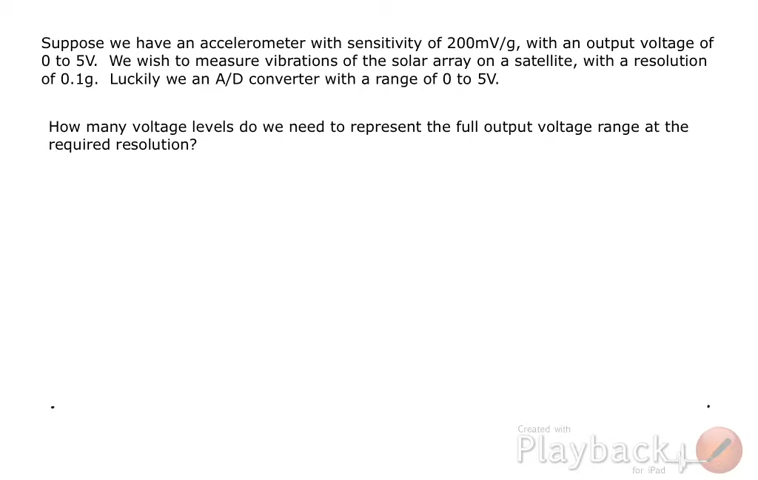 Suppose we have an accelerometer with sensitivity of 200mV/g, with an output voltage of
0 to 5V.  We wish to measure vibrations of the solar array on a satellite, with a resolution
of 0.1g.  Luckily we an A/D converter with a range of 0 to 5V.
How many voltage levels do we need to represent the full output voltage range at the
required resolution?
Created with
Playback
for iPad